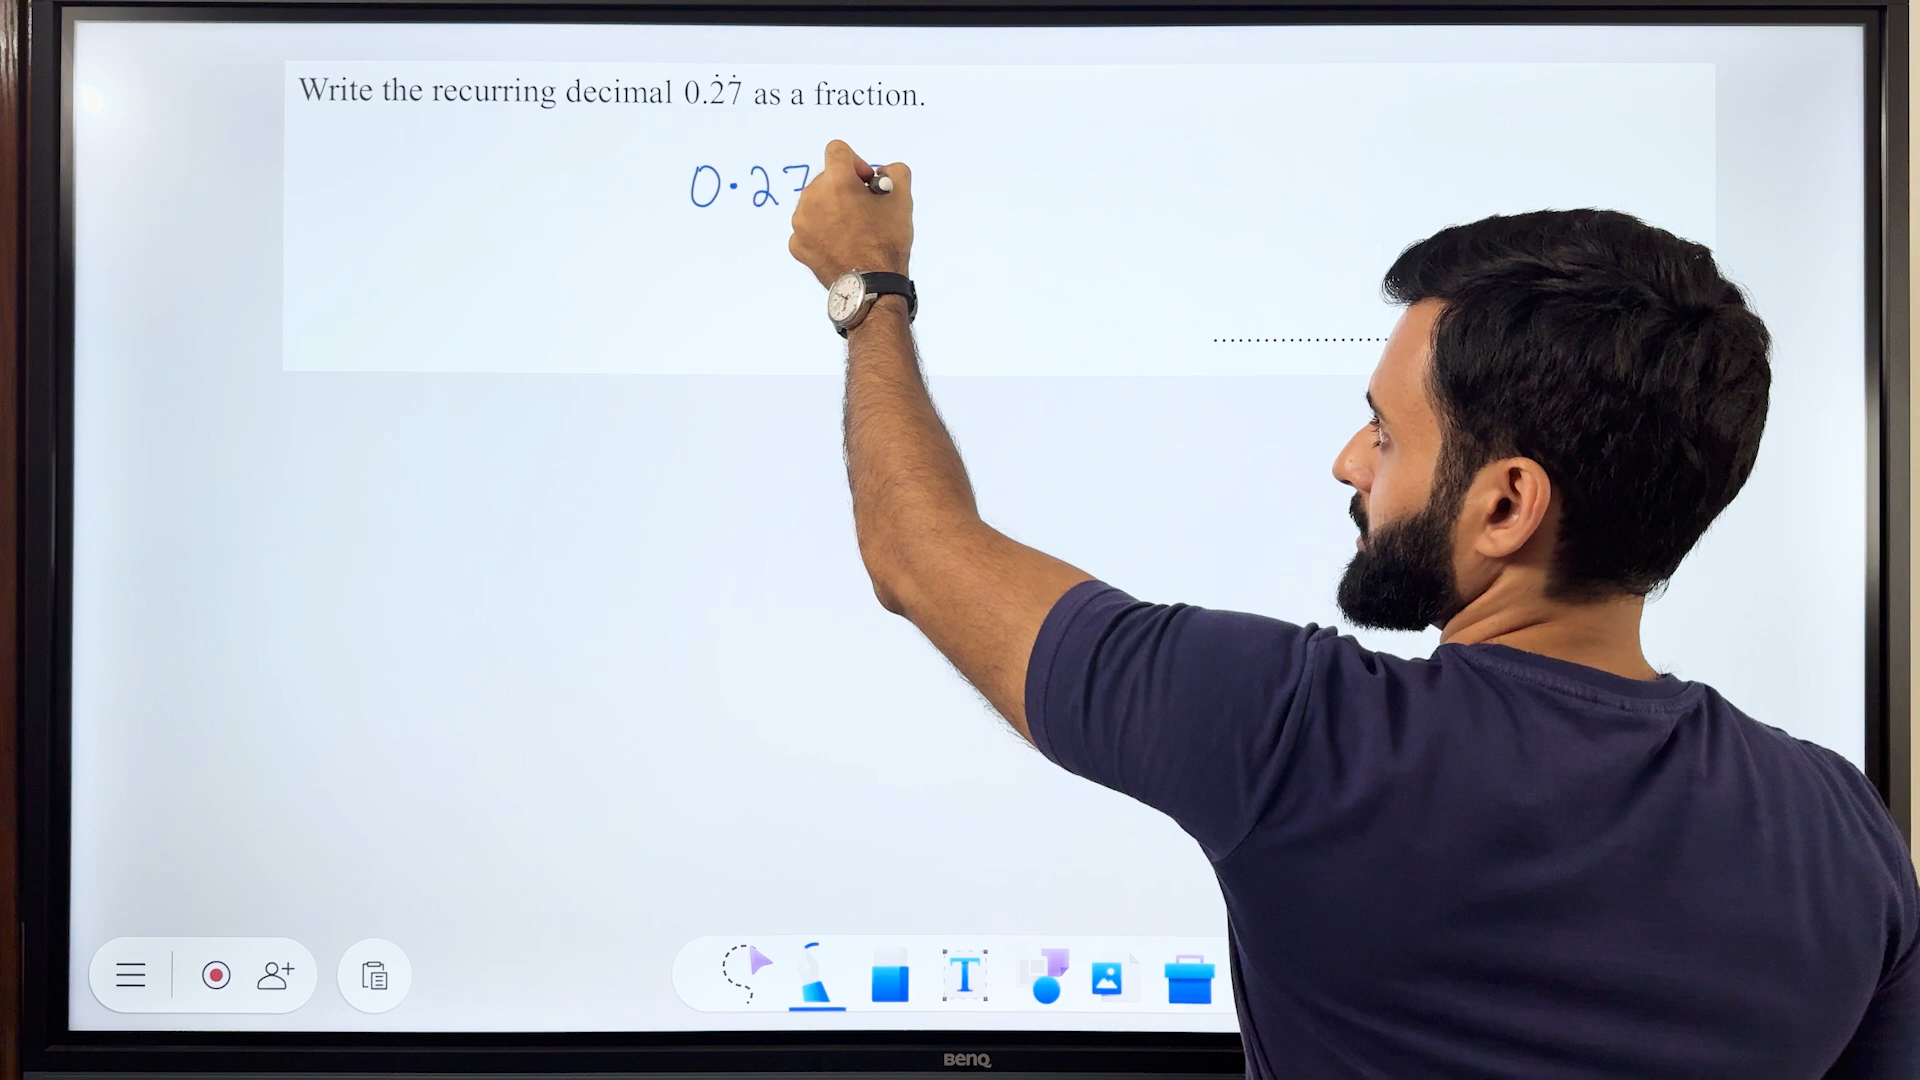 Write the recurring decimal 0.2̇7̇ as a fraction.
0.27
.....................
T
BenQ